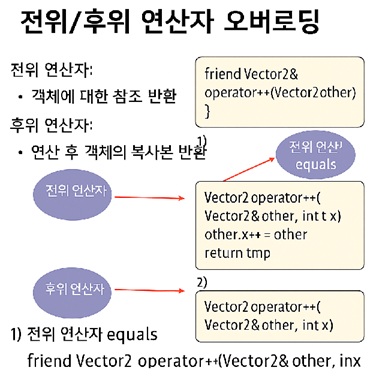 전위/후위 연산자 오버로딩
전위 연산자:
• 객체에 대한 참조 반환
후위 연산자:
• 연산 후 객체의 복사본 반환
friend Vector2&
operator++(Vector2other)
}
1)
전위 연산
equals
전위 연산자
Vector2 operator++(
Vector2& other, int t x)
other.x++ = other
return tmp
후위 연산자
2)
Vector2 operator++(
Vector2& other, int x)
1) 전위 연산자 equals
friend Vector2 operator++(Vector2& other, inx